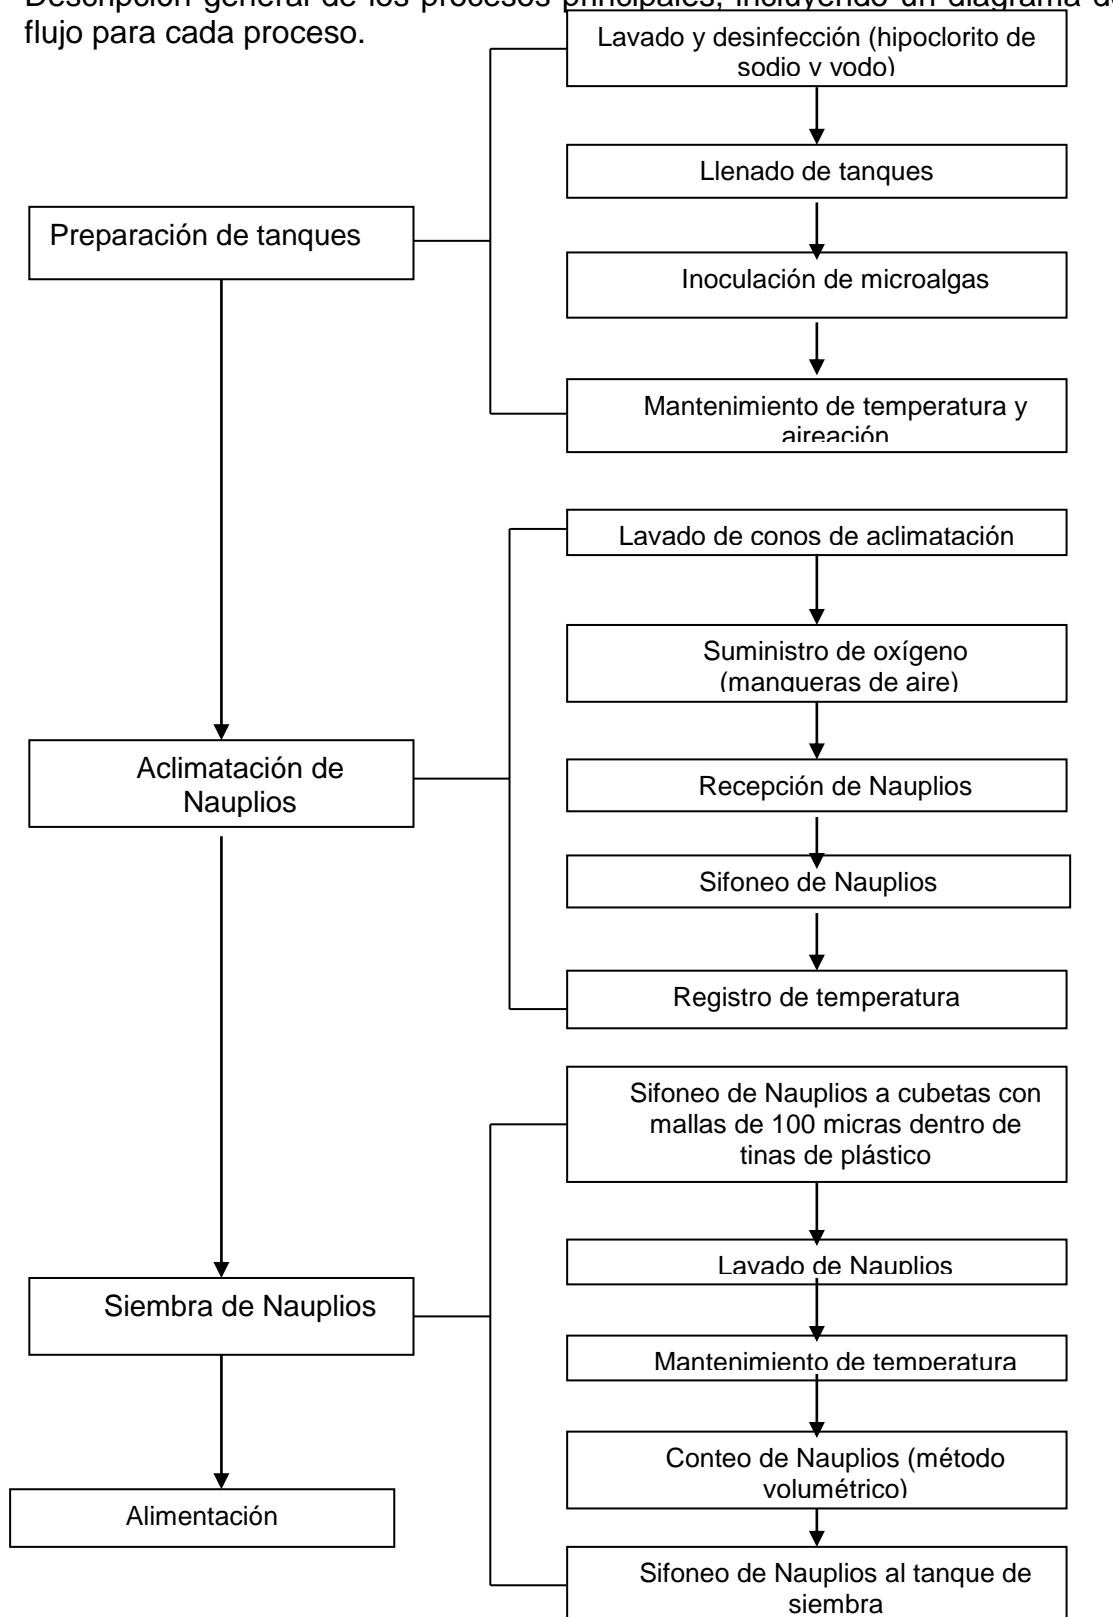 Descripción general de los procesos principales, incluyendo un diagrama de
flujo para cada proceso.
Lavado y desinfección (hipoclorito de
sodio y yodo)
Llenado de tanques
Preparación de tanques
Inoculación de microalgas
Mantenimiento de temperatura y
aireación
Lavado de conos de aclimatación
Suministro de oxígeno
(mangueras de aire)
Aclimatación de
Nauplios
Recepción de Nauplios
Sifoneo de Nauplios
Registro de temperatura
Sifoneo de Nauplios a cubetas con
mallas de 100 micras dentro de
tinas de plástico
Lavado de Nauplios
Siembra de Nauplios
Mantenimiento de temperatura
Conteo de Nauplios (método
volumétrico)
Alimentación
Sifoneo de Nauplios al tanque de
siembra